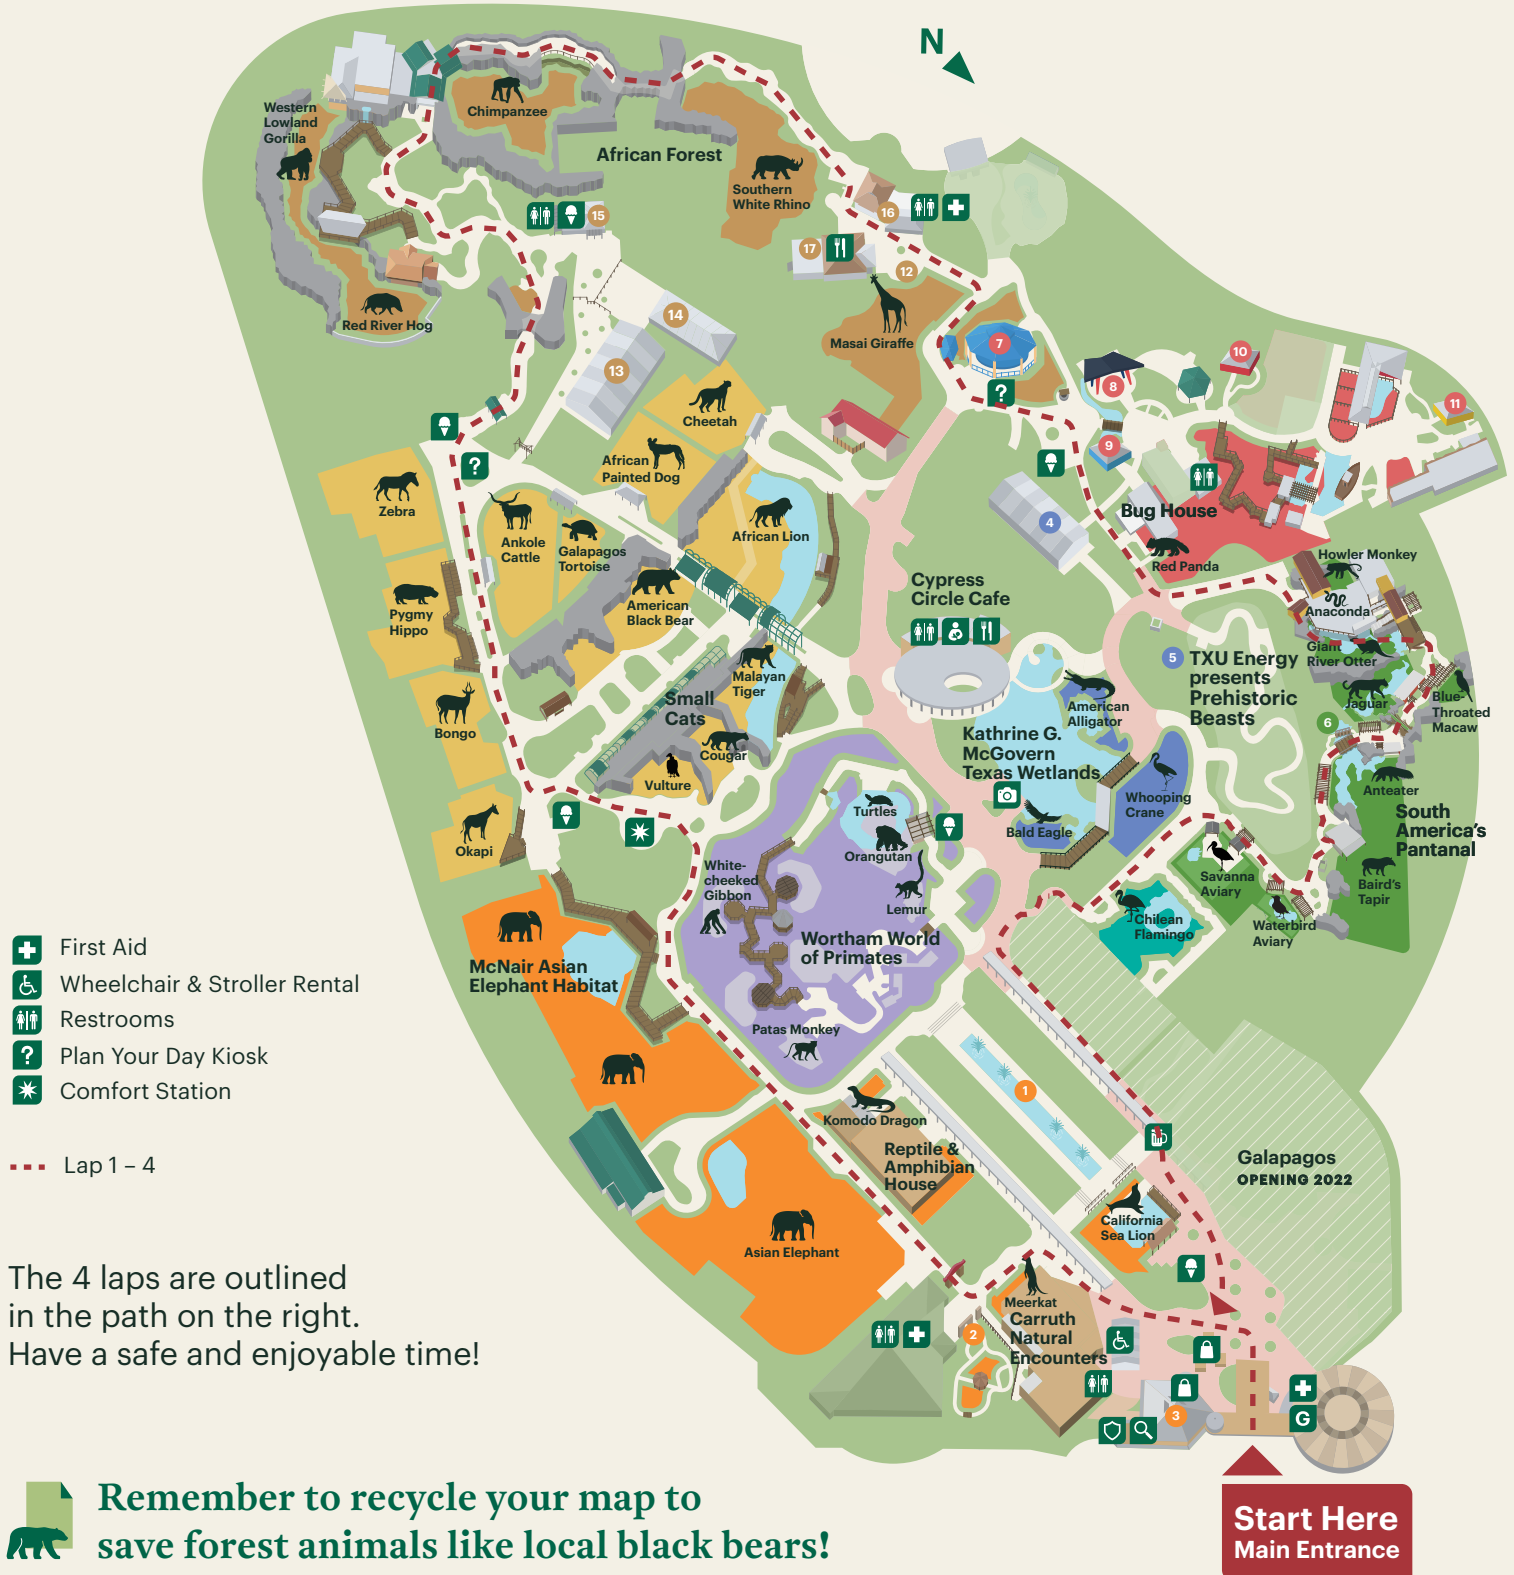 N
Western
Lowland
Gorilla
Chimpanzee
African Forest
Southern
White Rhino
15
16
17
12
Red River Hog
14
13
Masai Giraffe
7
?
8
10
11
9
Cheetah
African
Painted Dog
?
Zebra
Ankole
Cattle
Galapagos
Tortoise
African Lion
4
Bug House
Red Panda
Howler Monkey
Anaconda
Giant
River Otter
Jaguar
Blue-
Throated
Macaw
6
Pygmy
Hippo
American
Black Bear
Cypress
Circle Cafe
5
TXU Energy
presents
Prehistoric
Beasts
Malayan
Tiger
Small
Cats
Cougar
Vulture
Bongo
American
Alligator
Kathrine G.
McGovern
Texas Wetlands
Whooping
Crane
Bald Eagle
Anteater
South
America's
Pantanal
Baird's
Tapir
Okapi
Turtles
Orangutan
White-
cheeked
Gibbon
Lemur
Wortham World
of Primates
Patas Monkey
Savanna
Aviary
Waterbird
Aviary
Chilean
Flamingo
McNair Asian
Elephant Habitat
First Aid
Wheelchair & Stroller Rental
Restrooms
? Plan Your Day Kiosk
Comfort Station
Lap 1 – 4
1
Komodo Dragon
Reptile &
Amphibian
House
Galapagos
OPENING 2022
California
Sea Lion
Asian Elephant
Meerkat
Carruth
Natural
Encounters
2
3
G
The 4 laps are outlined
in the path on the right.
Have a safe and enjoyable time!
Remember to recycle your map to
save forest animals like local black bears!
Start Here
Main Entrance